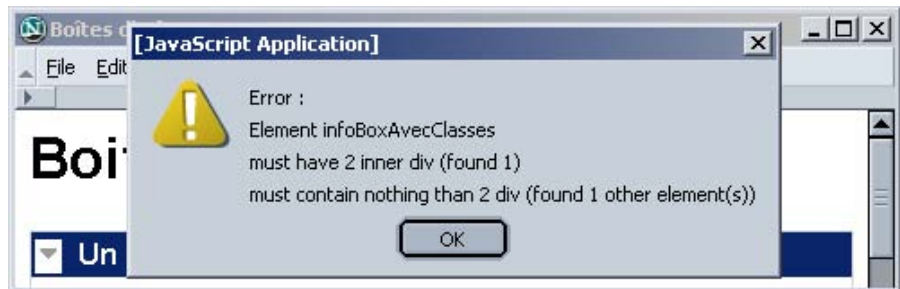 Boîtes d
[JavaScript Application]
File Edit
Error :
Element infoBoxAvecClasses
must have 2 inner div (found 1)
must contain nothing than 2 div (found 1 other element(s))
Boi
OK
Un